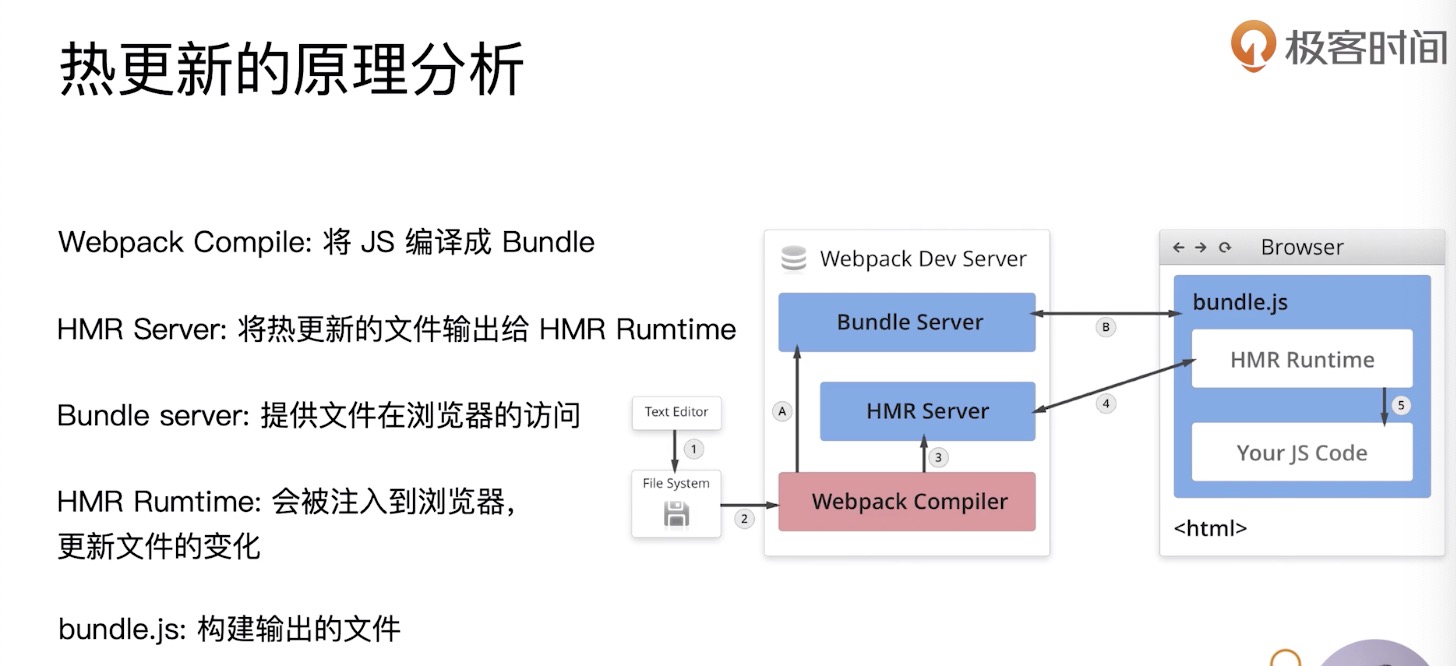 热更新的原理分析
极客时间
Webpack Compile: 将 JS 编译成 Bundle
HMR Server: 将热更新的文件输出给 HMR Rumtime
Bundle server: 提供文件在浏览器的访问
HMR Rumtime: 会被注入到浏览器，
更新文件的变化
bundle.js: 构建输出的文件
Text Editor
1
File System
2
Webpack Dev Server
Bundle Server
A
HMR Server
3
Webpack Compiler
B
4
Browser
bundle.js
HMR Runtime
5
Your JS Code
<html>